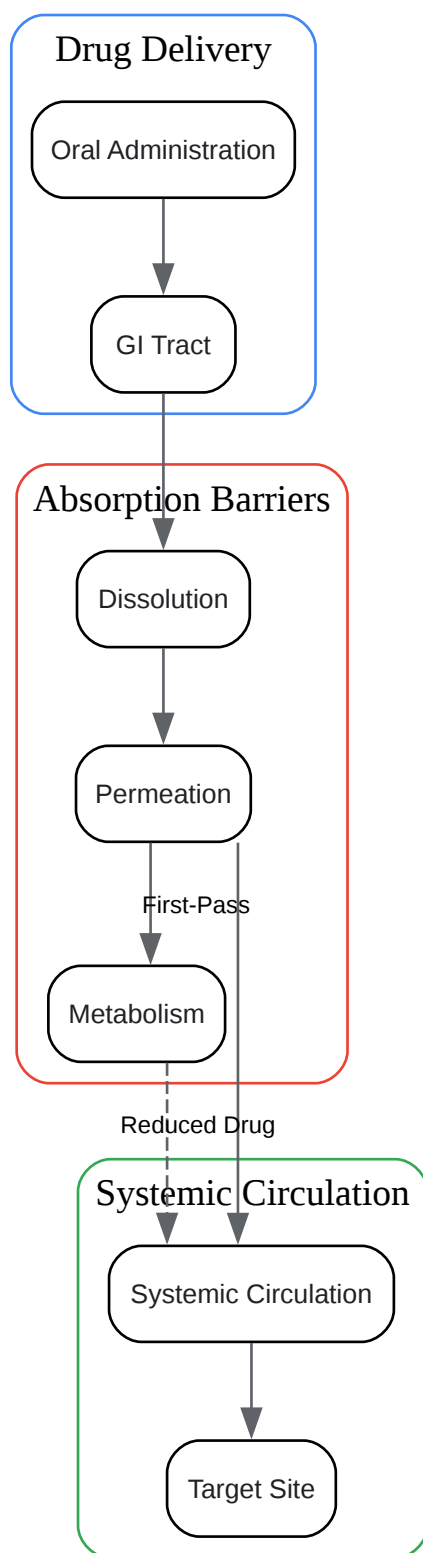 Drug Delivery
Oral Administration
GI Tract
Absorption Barriers
Dissolution
Permeation
First-Pass
Metabolism
Reduced Drug
Systemic Circulation
Systemic Circulation
Target Site